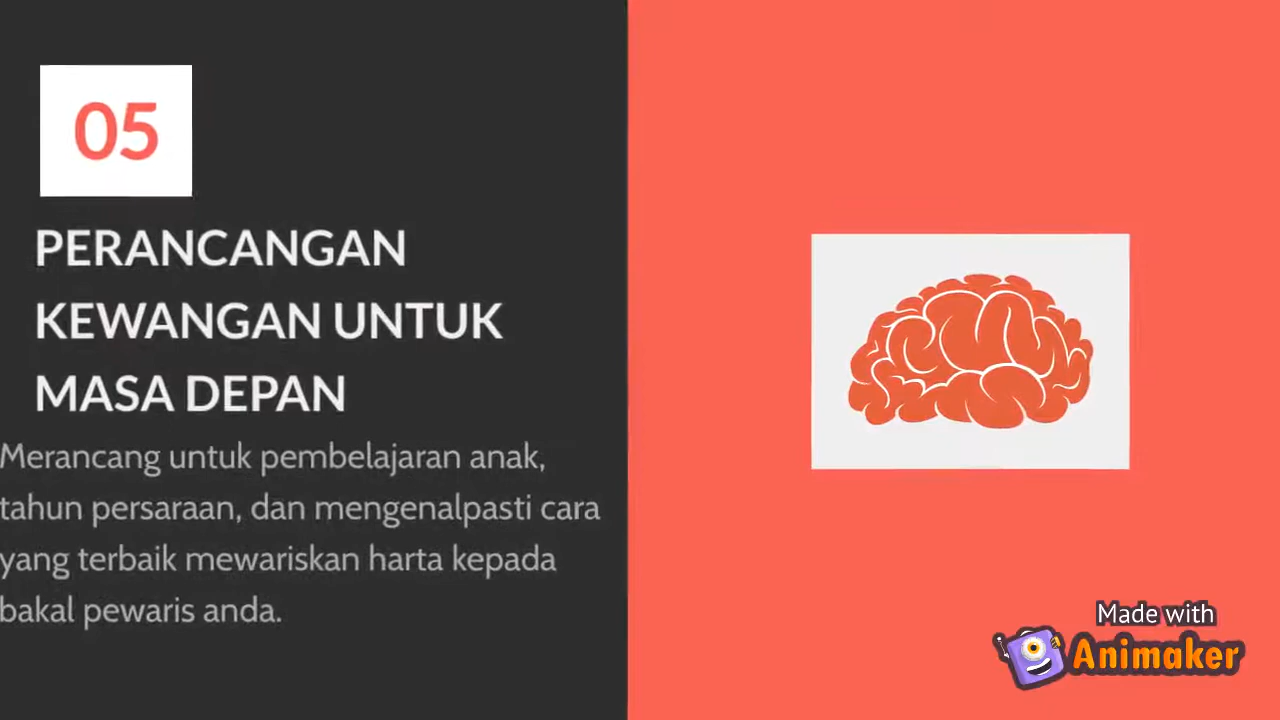 05
PERANCANGAN
KEWANGAN UNTUK
MASA DEPAN
Merancang untuk pembelajaran anak,
tahun persaraan, dan mengenalpasti cara
yang terbaik mewariskan harta kepada
bakal pewaris anda.
Made with
Animaker